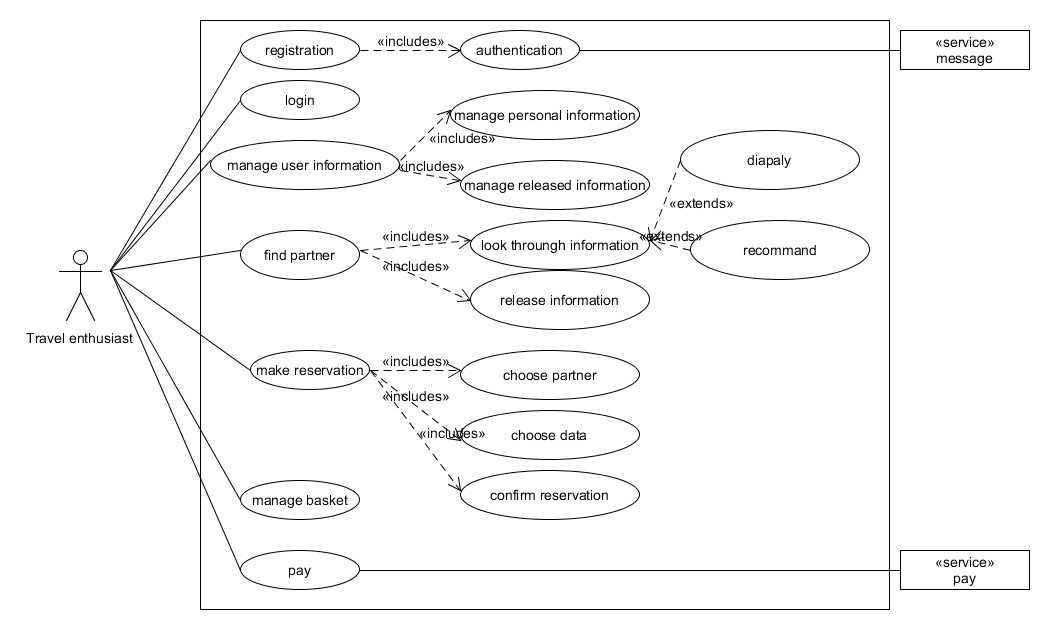 registration
«includes»
authentication
«service»
message
login
manage personal information
«includes»
manage user information
«includes»
manage released information
diapaly
«extends»
find partner
«includes»
look throungh information
«extends»
recommand
«includes»
release information
Travel enthusiast
make reservation
«includes»
choose partner
«includes»
«includes»
choose data
confirm reservation
manage basket
pay
«service»
pay